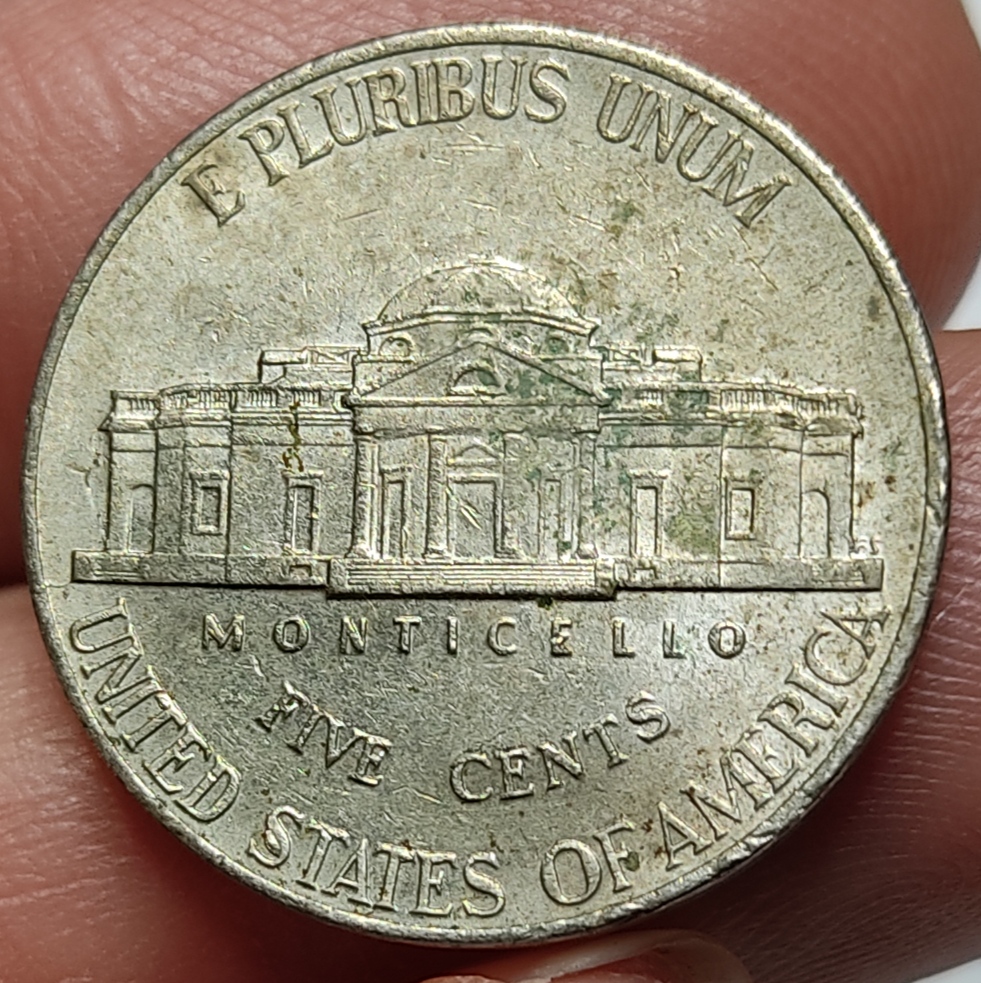 E PLURIBUS UNUM
MONTICELLO
FIVE CENTS
UNITED STATES OF AMERICA